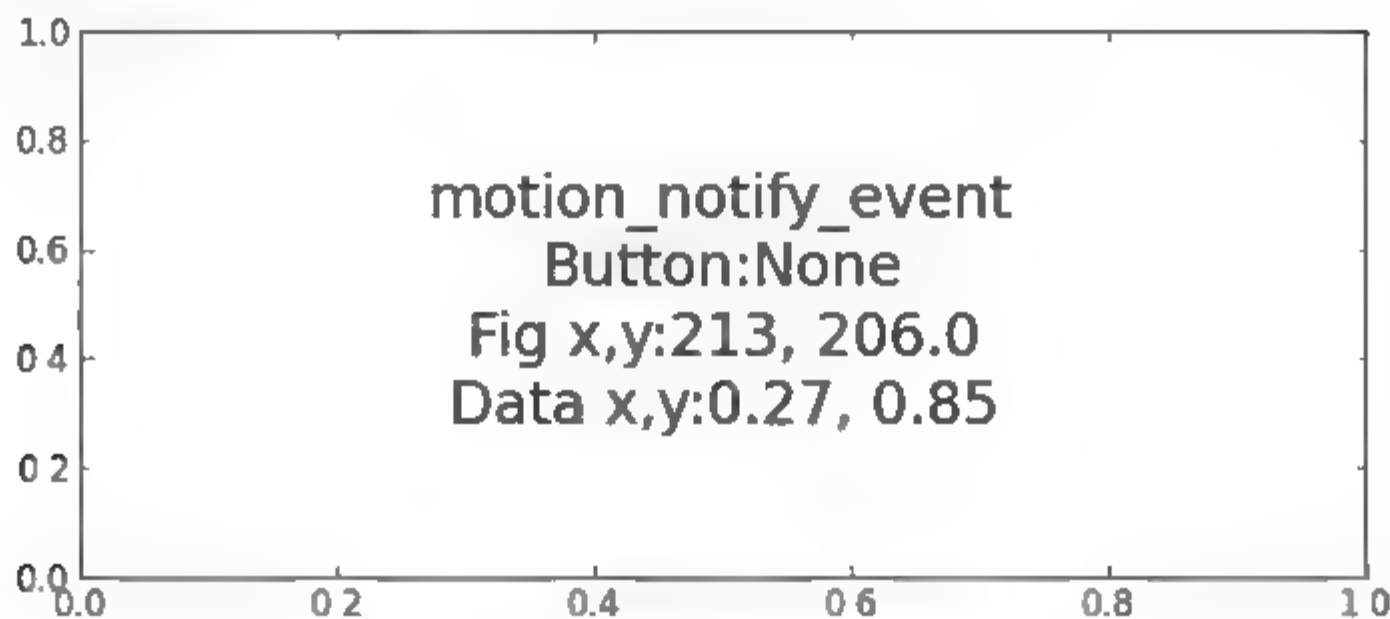 1.0
0.8
motion_notify_event
0.6
Button:None
Fig x,y:213, 206.0
0 4
Data x,y:0.27, 0.85
0 2
0.0
0.0 0 2 0.4 0 6 0.8 1 0